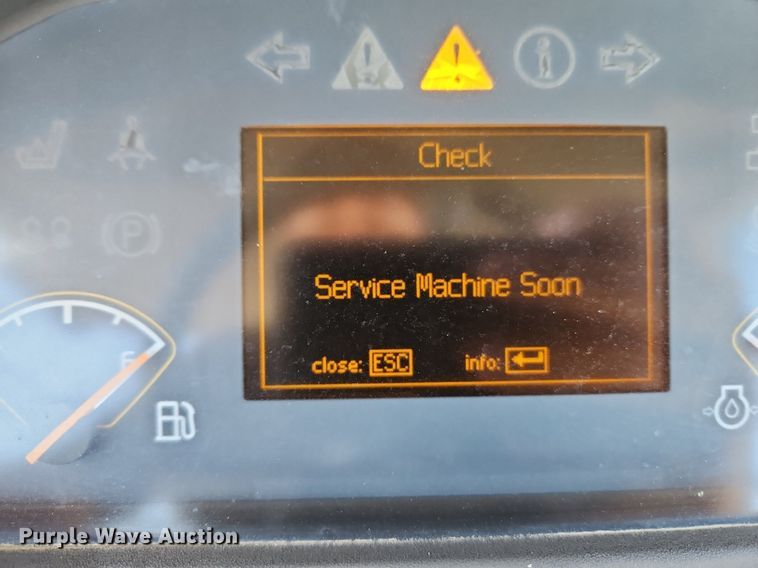 Check
P
Service Machine Soon
F
close: ESC info:
Purple Wave Auction